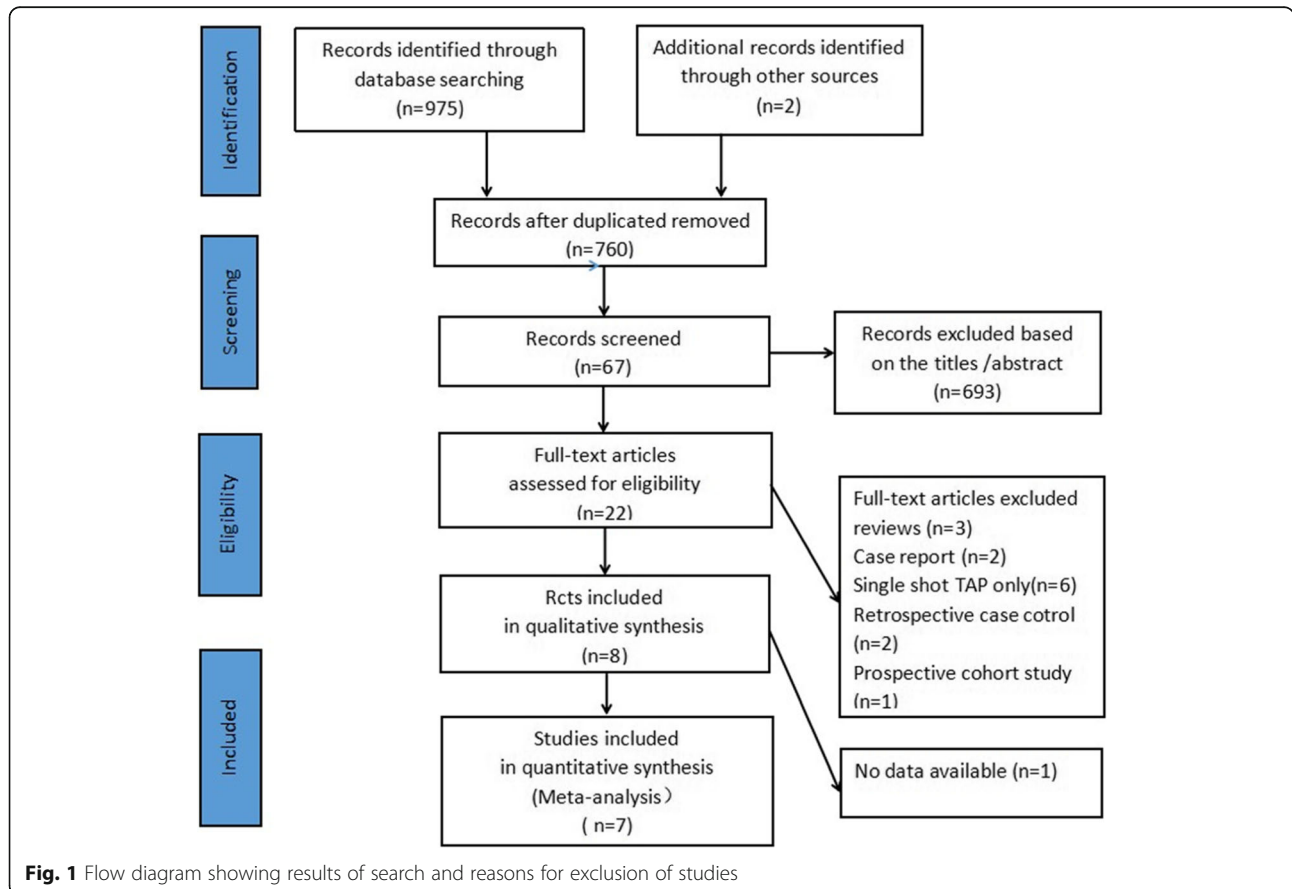 Identification
Records identified through
database searching
(n=975)
Additional records identified
through other sources
(n=2)
Records after duplicated removed
(n=760)
Screening
Records screened
(n=67)
Records excluded based
on the titles /abstract
(n=693)
Eligibility
Full-text articles
assessed for eligibility
(n=22)
Full-text articles excluded
reviews (n=3)
Case report (n=2)
Single shot TAP only(n=6)
Retrospective case cotrol
(n=2)
Prospective cohort study
(n=1)
Rcts included
in qualitative synthesis
(n=8)
Included
Studies included
in quantitative synthesis
(Meta-analysis）
( n=7)
No data available (n=1)
Fig. 1 Flow diagram showing results of search and reasons for exclusion of studies